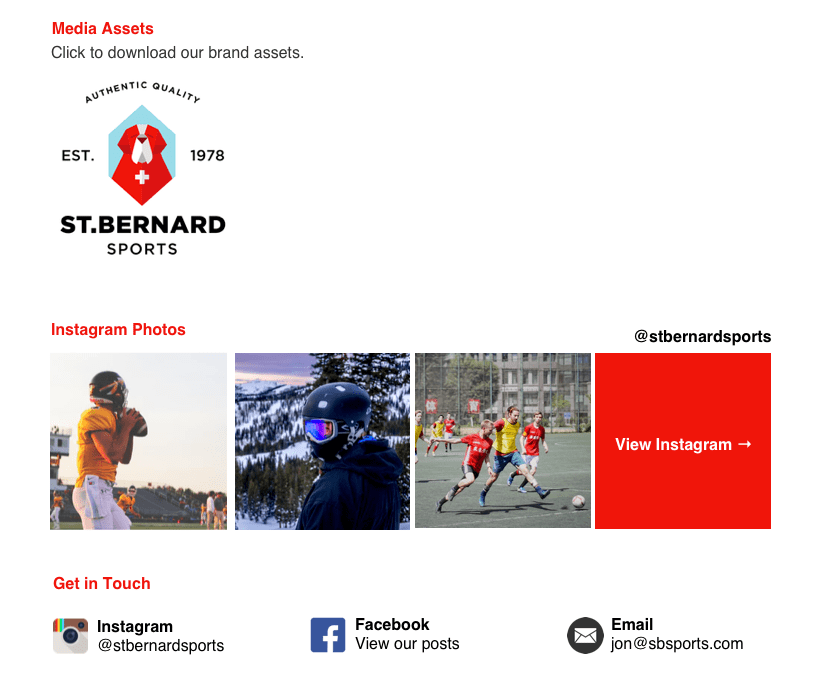 Media Assets
Click to download our brand assets.
AUTHENTIC QUALITY
EST. 1978
ST.BERNARD
SPORTS
Instagram Photos
@stbernardsports
View Instagram →
Get in Touch
Instagram
@stbernardsports
Facebook
View our posts
Email
jon@sbsports.com